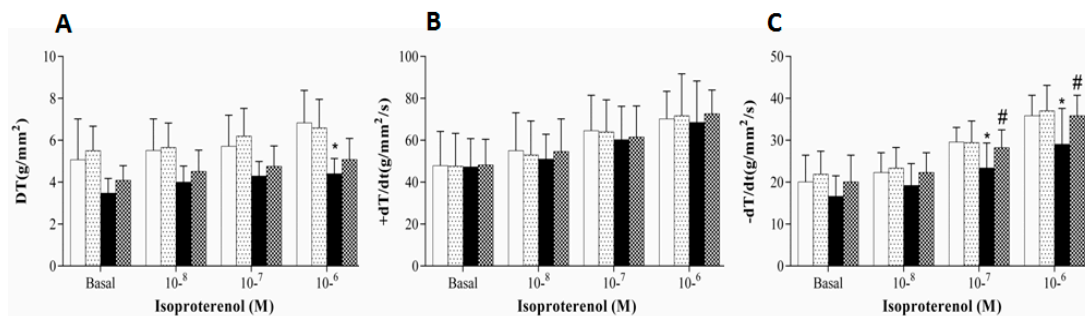 A
DT(g/mm²)
10
8
6
4
2
0
*
Basal 10-⁸ 10-⁷ 10-⁶
Isoproterenol (M)
B
+dT/dt(g/mm²/s)
100
80
60
40
20
0
Basal 10-⁸ 10-⁷ 10-⁶
Isoproterenol (M)
C
-dT/dt(g/mm²/s)
50
40
30
20
10
0
* # * #
Basal 10-⁸ 10-⁷ 10-⁶
Isoproterenol (M)